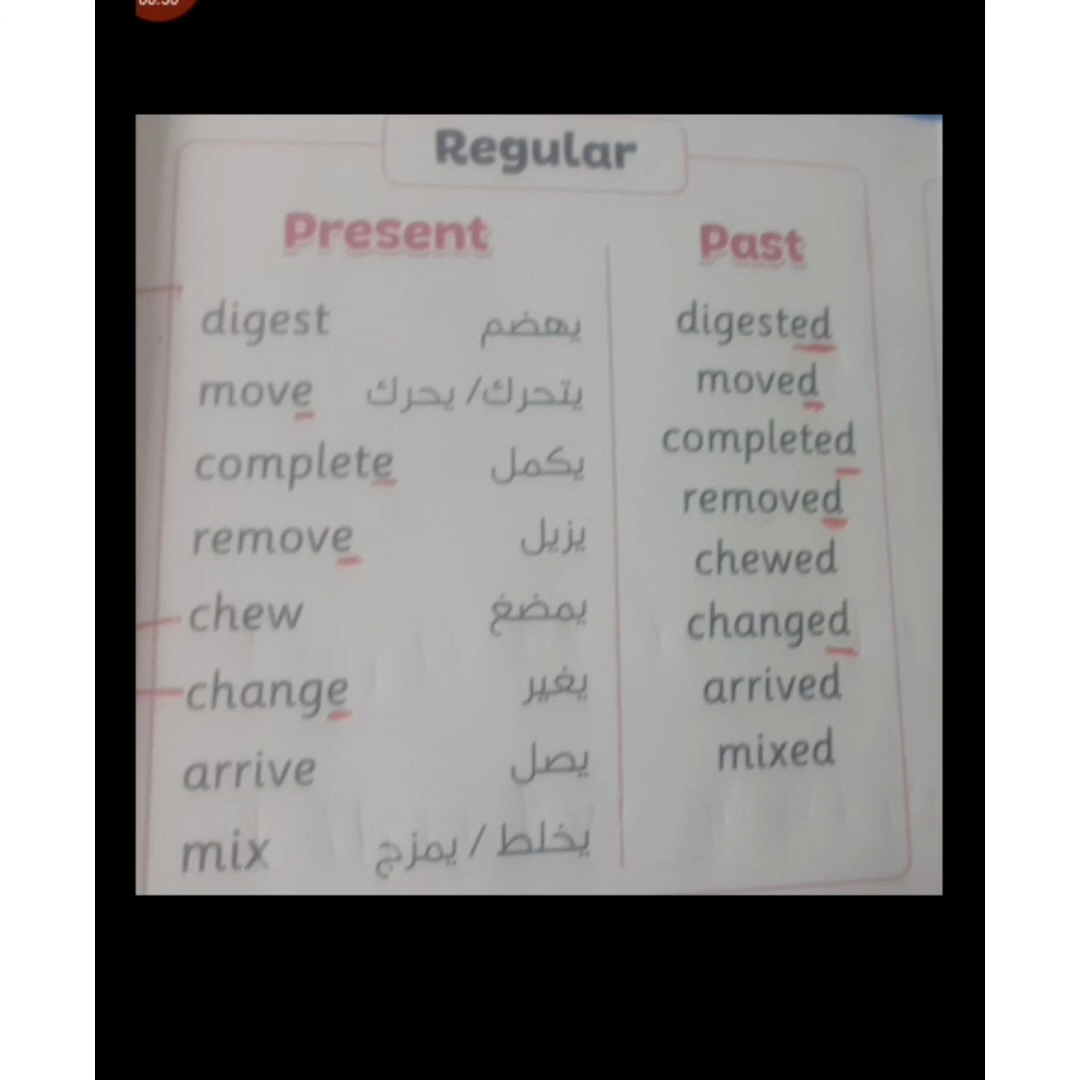 Regular
Present Past
digest يهضم digested
move يتحرك/ يحرك moved
complete يكمل completed
remove يزيل removed
chew يمضغ chewed
change يغير changed
arrive يصل arrived
mix يخلط / يمزج mixed